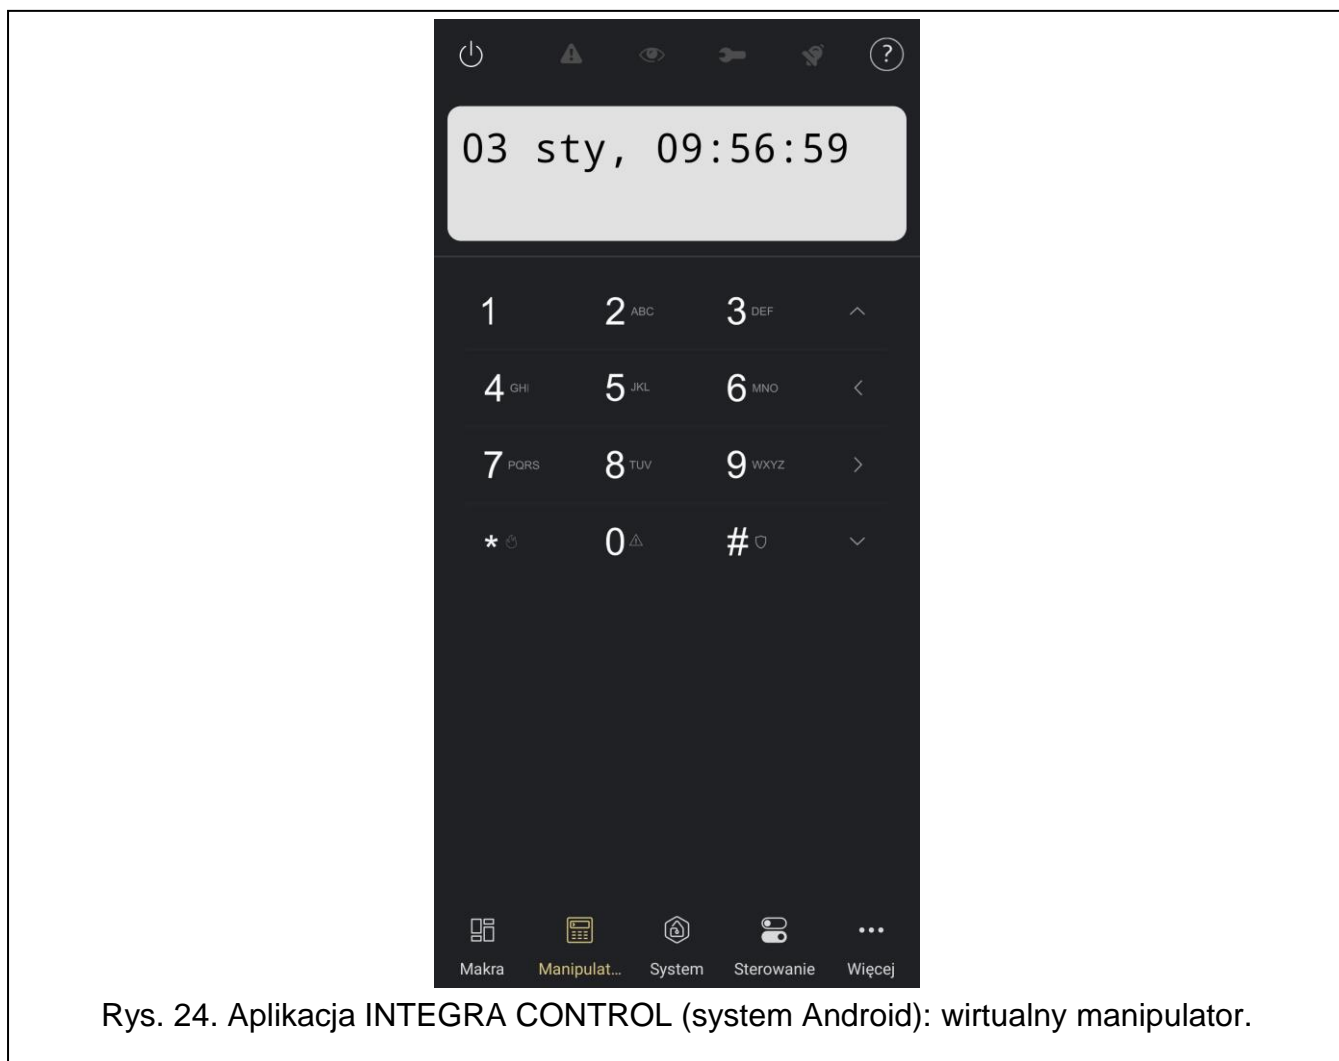 ?
03 sty, 09:56:59
1 2 ABC 3 DEF
4 GHI 5 JKL 6 MNO
7 PQRS 8 TUV 9 WXYZ
* 0 #
Makra Manipulat... System Sterowanie Więcej
Rys. 24. Aplikacja INTEGRA CONTROL (system Android): wirtualny manipulator.